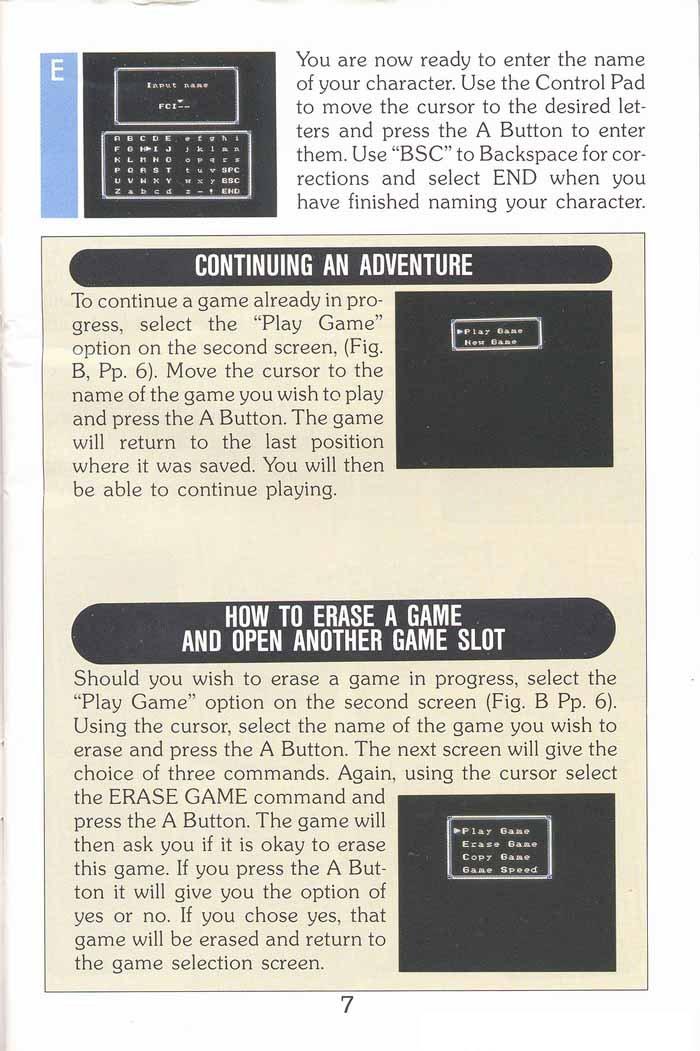 E
Input name
FCI--
A B C D E e f g h i
F G H I J j k l m n
K L M N O o p q r s
P Q R S T t u v SPC
U V W X Y w x y BSC
Z a b c d z - ! END
You are now ready to enter the name
of your character. Use the Control Pad
to move the cursor to the desired let-
ters and press the A Button to enter
them. Use “BSC” to Backspace for cor-
rections and select END when you
have finished naming your character.
CONTINUING AN ADVENTURE
To continue a game already in pro-
gress, select the “Play Game”
option on the second screen, (Fig.
B, Pp. 6). Move the cursor to the
name of the game you wish to play
and press the A Button. The game
will return to the last position
where it was saved. You will then
be able to continue playing.
Play Game
New Game
HOW TO ERASE A GAME
AND OPEN ANOTHER GAME SLOT
Should you wish to erase a game in progress, select the
“Play Game” option on the second screen (Fig. B Pp. 6).
Using the cursor, select the name of the game you wish to
erase and press the A Button. The next screen will give the
choice of three commands. Again, using the cursor select
the ERASE GAME command and
press the A Button. The game will
then ask you if it is okay to erase
this game. If you press the A But-
ton it will give you the option of
yes or no. If you chose yes, that
game will be erased and return to
the game selection screen.
Play Game
Erase Game
Copy Game
Game Speed
7